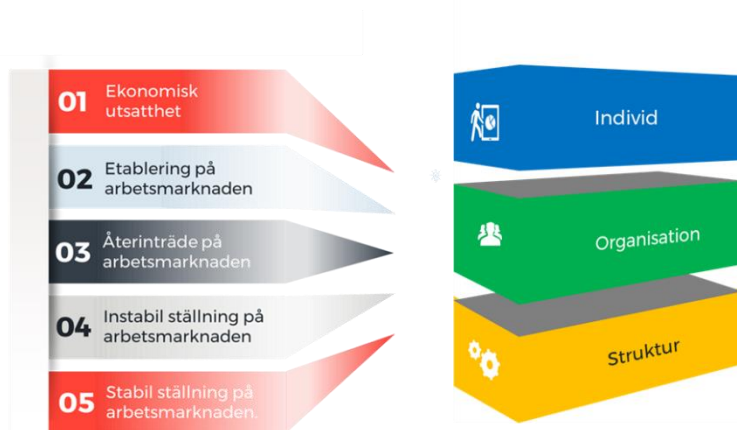 01
Ekonomisk
utsatthet
02
Etablering på
arbetsmarknaden
03
Återinträde på
arbetsmarknaden
04
Instabil ställning på
arbetsmarknaden
05
Stabil ställning på
arbetsmarknaden.
Individ
Organisation
Struktur